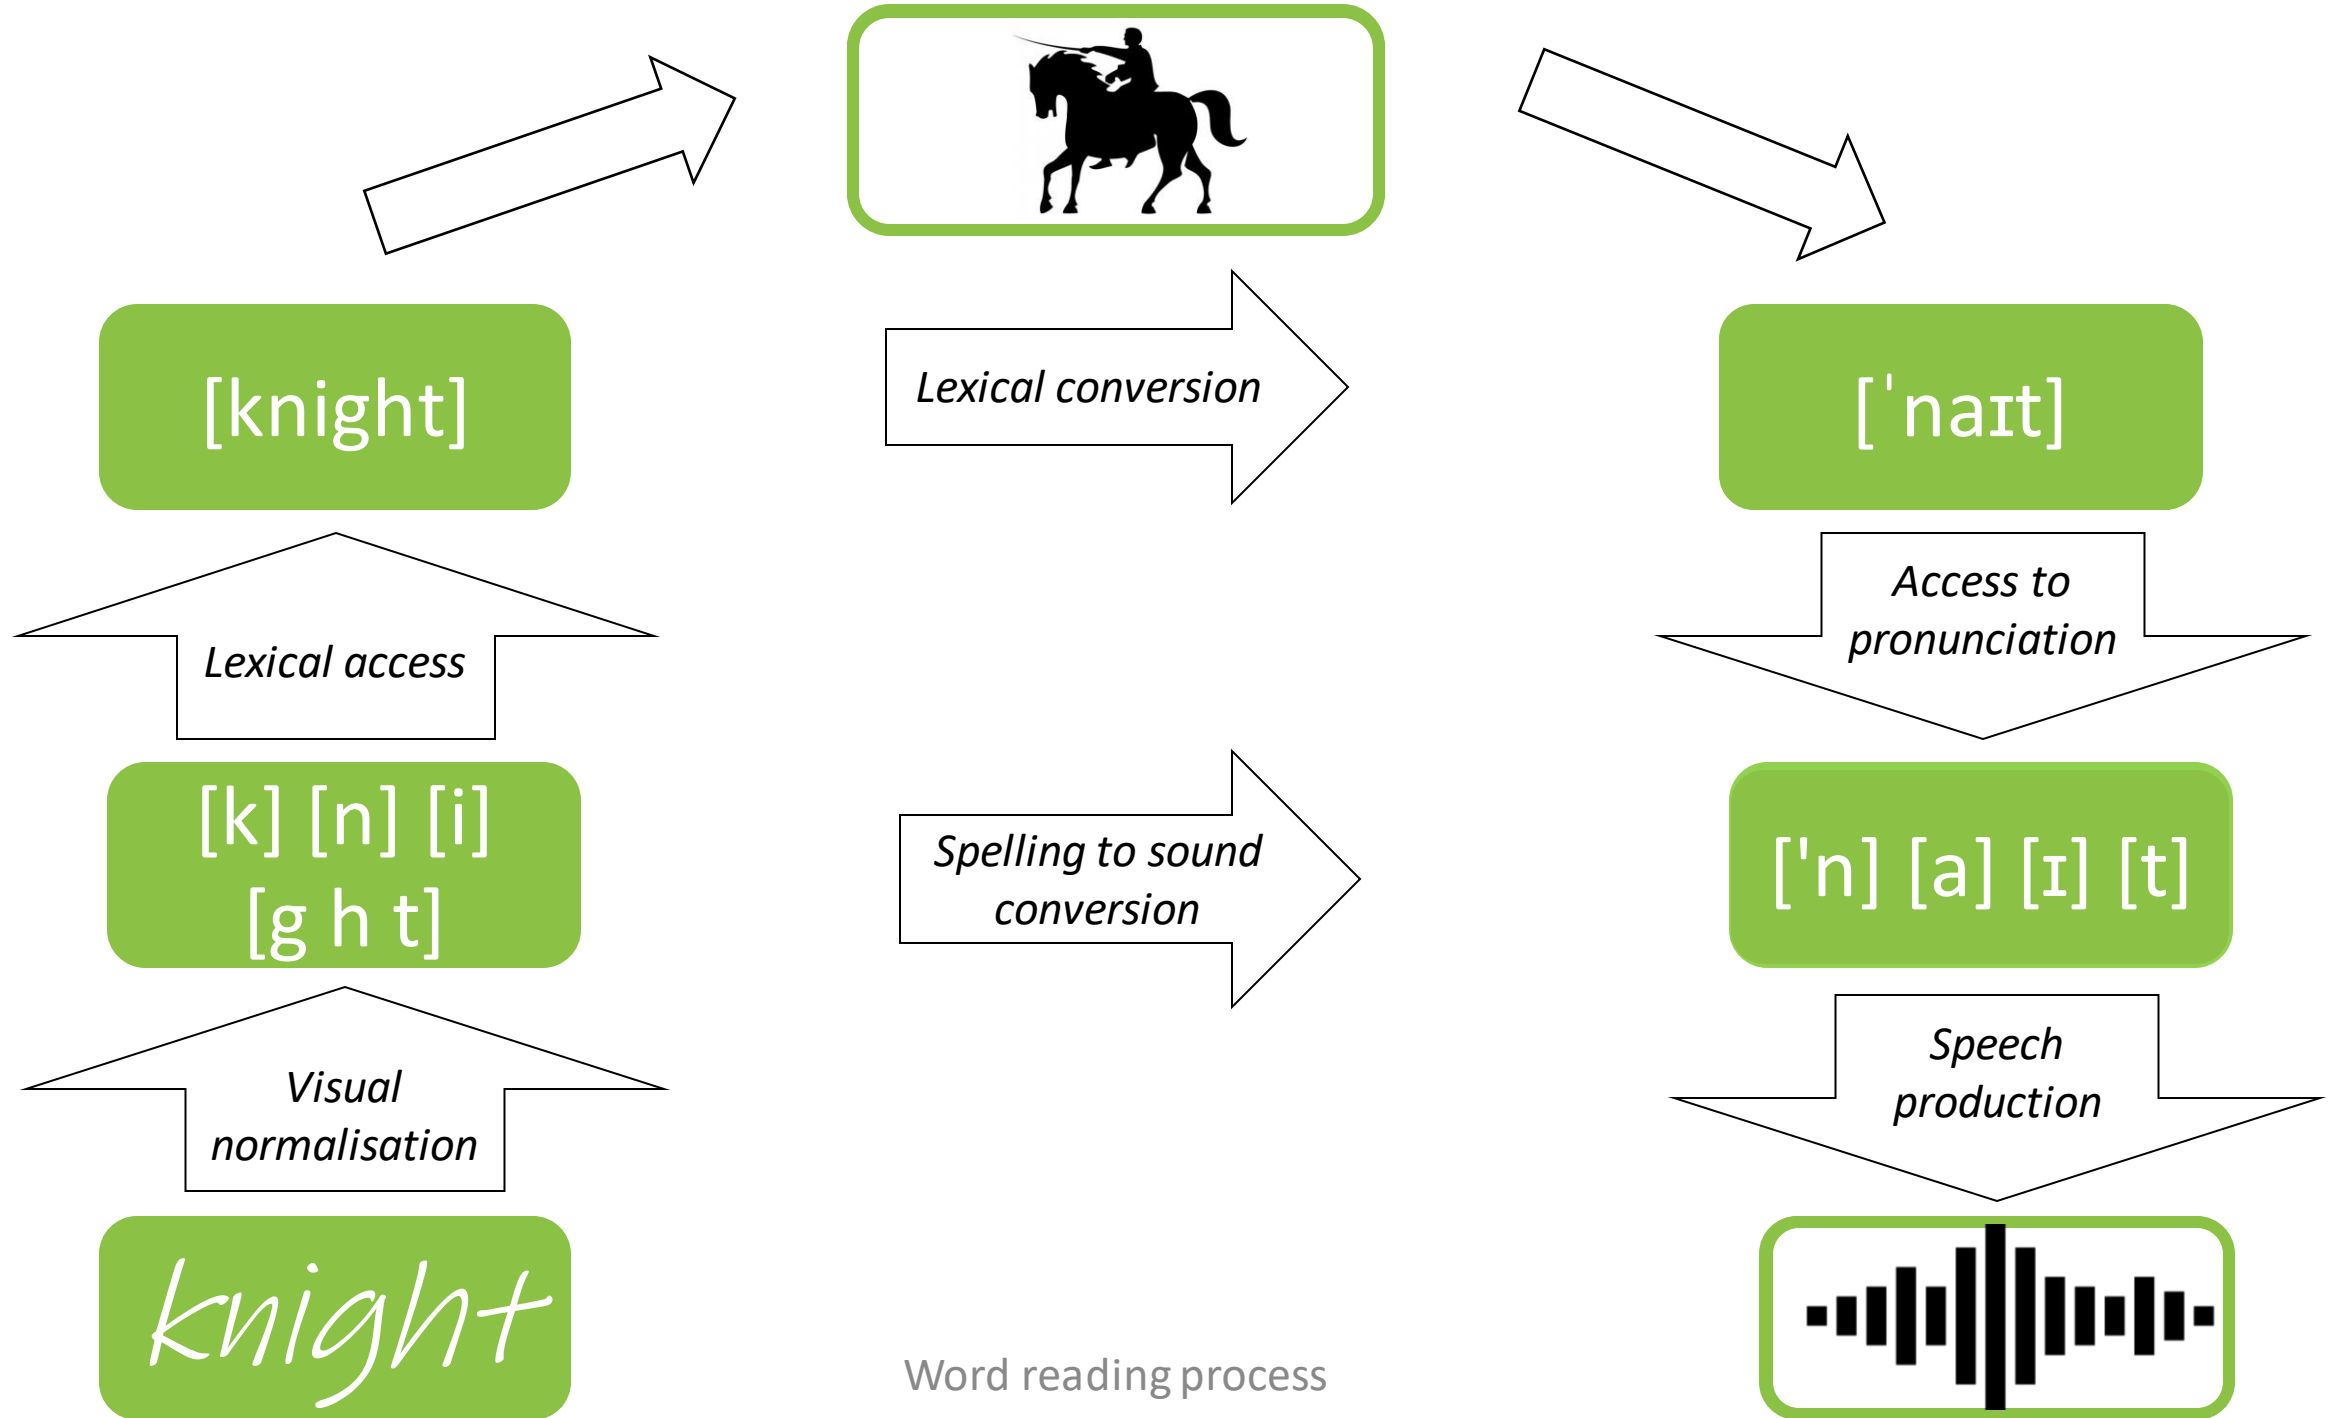 [knight]
Lexical conversion
[ˈnaɪt]
Lexical access
Access to
pronunciation
[k] [n] [i]
[g h t]
Spelling to sound
conversion
['n] [a] [ɪ] [t]
Visual
normalisation
Speech
production
knight
Word reading process